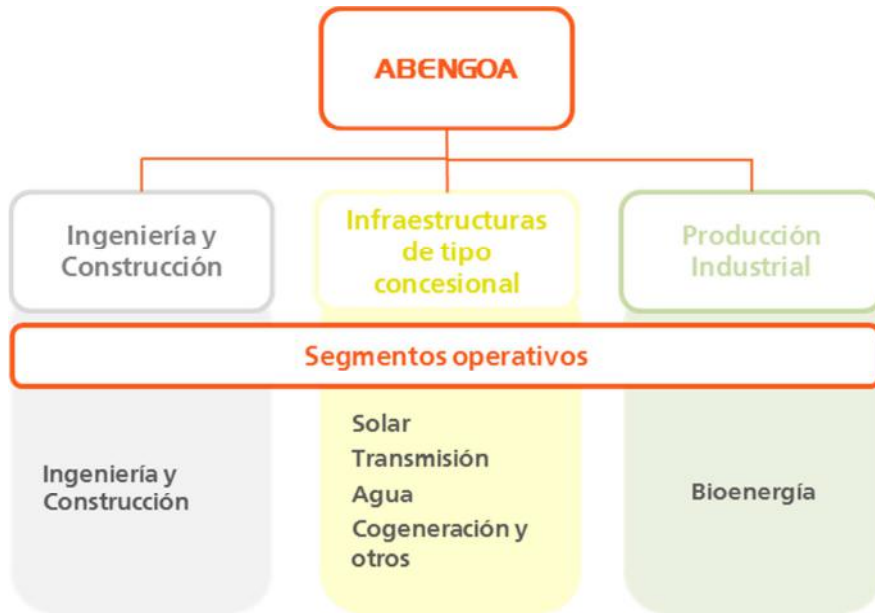 ABENGOA
Ingeniería y
Construcción
Infraestructuras
de tipo
concesional
Producción
Industrial
Segmentos operativos
Ingeniería y
Construcción
Solar
Transmisión
Agua
Cogeneración y
otros
Bioenergía